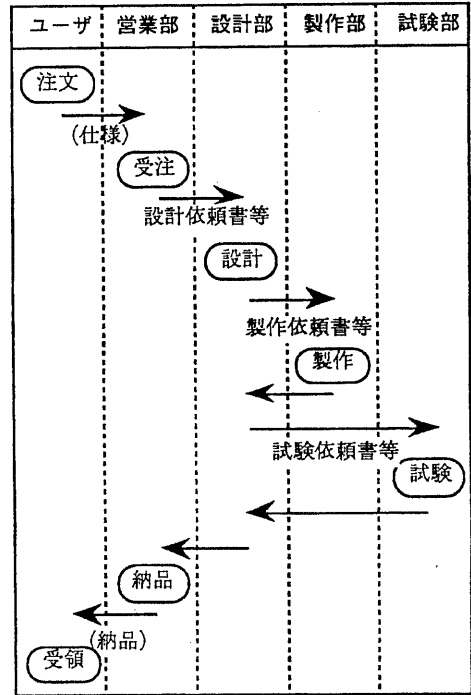 ユーザ 営業部 設計部 製作部 試験部
注文
(仕様)
受注
設計依頼書等
設計
製作依頼書等
製作
試験依頼書等
試験
納品
(納品)
受領